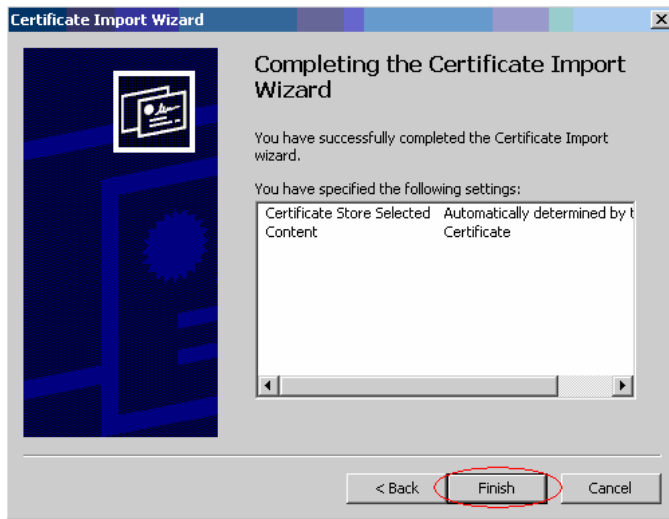 Certificate Import Wizard
Completing the Certificate Import
Wizard
You have successfully completed the Certificate Import
wizard.
You have specified the following settings:
Certificate Store Selected Automatically determined by t
Content Certificate
< Back Finish Cancel